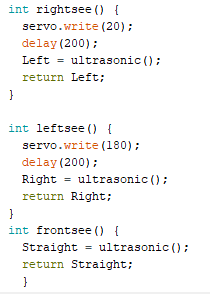 int rightsee() {
  servo.write(20);
  delay(200);
  Left = ultrasonic();
  return Left;
}

int leftsee() {
  servo.write(180);
  delay(200);
  Right = ultrasonic();
  return Right;
}
int frontsee() {
  Straight = ultrasonic();
  return Straight;
  }